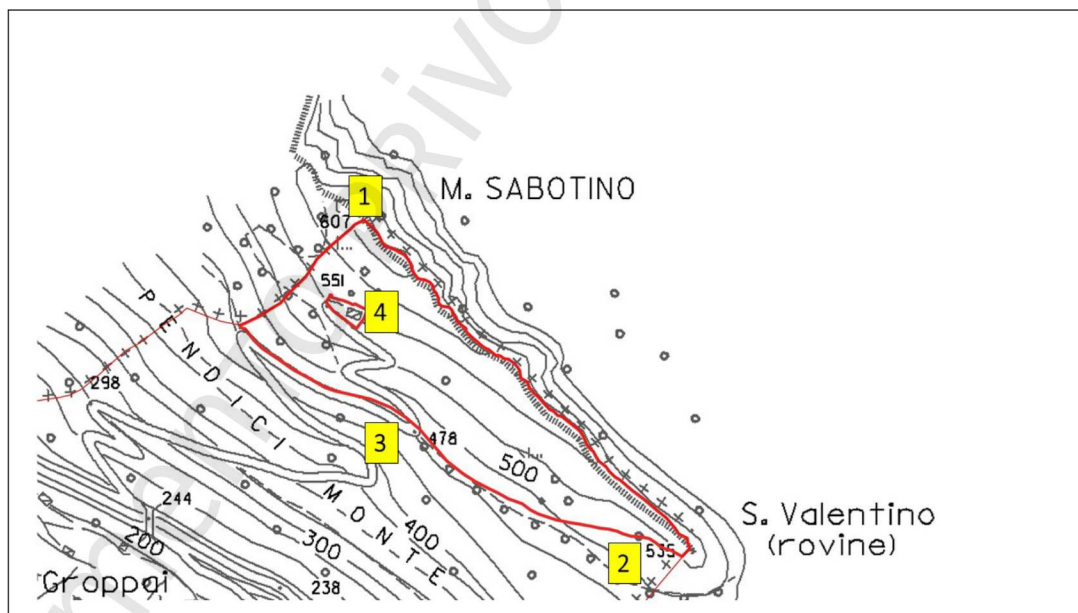 1
M. SABOTINO
607
551
4
PENDICI
298
3
478
500
S. Valentino
(rovine)
244
MONTE
400
535
2
200
300
Groppai
238